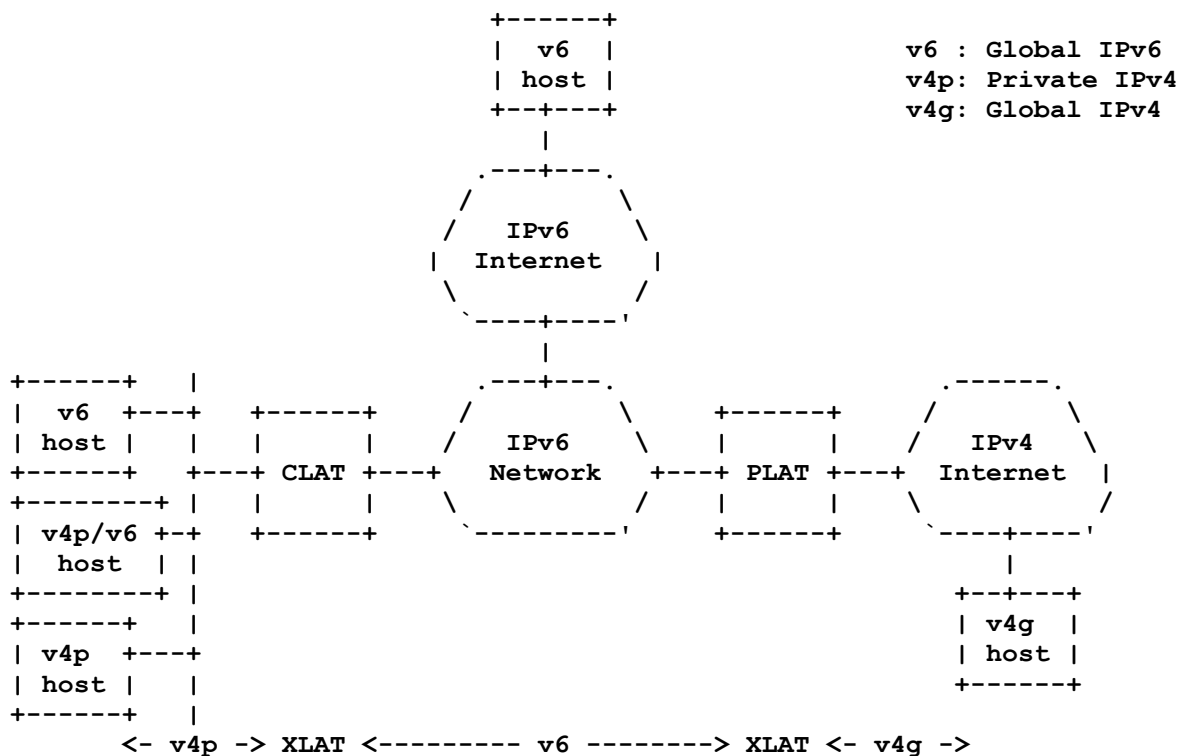 +------+
| v6 | v6 : Global IPv6
| host | v4p: Private IPv4
+--+---+ v4g: Global IPv4
|
.---+---.
/ \
/ IPv6 \
| Internet |
\ /
`----+----'
|
+------+ | .---+---. .------.
| v6 +---+ +------+ / \ +------+ / \
| host | | | | / IPv6 \ | | / IPv4 \
+------+ +---+ CLAT +---+ Network +---+ PLAT +---+ Internet |
+--------+ | | | \ / | | \ /
| v4p/v6 +-+ +------+ `---------' +------+ `----+----'
| host | | |
+--------+ | +--+---+
+------+ | | v4g |
| v4p +---+ | host |
| host | | +------+
+------+ |
<- v4p -> XLAT <--------- v6 --------> XLAT <- v4g ->